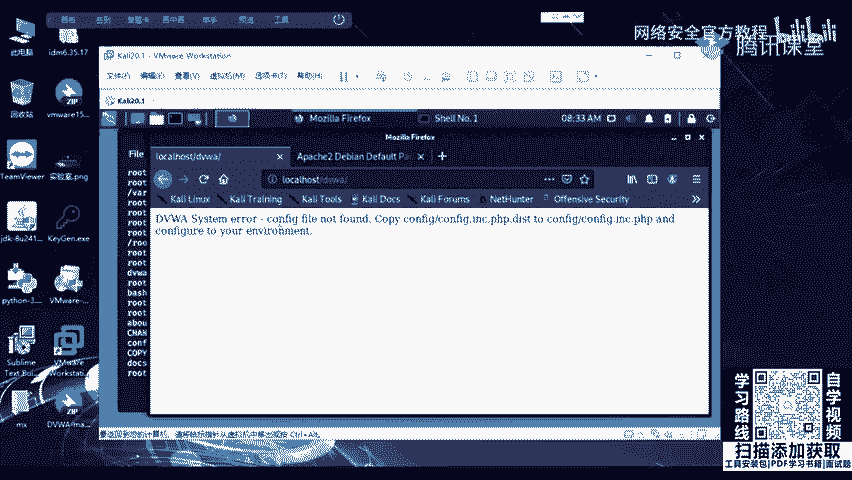 网络安全官方教程 bilibili
腾讯课堂
此电脑
idm6.35.17
Kali20.1 - VMware Workstation
文件(F) 编辑(E) 查看(V) 虚拟机(M) 选项卡(T) 帮助(H)
回收站
vmware15...
Kali20.1
Mozilla Firefox
Shell No. 1
08:33 AM
Mozilla Firefox
File
localhost/dvwa/
Apache2 Debian Default Pa
TeamViewer
实验室.png
localhost/dvwa/
Kali Linux
Kali Training
Kali Tools
Kali Docs
Kali Forums
NetHunter
Offensive Security
DVWA System error - config file not found. Copy config/config.inc.php.dist to config/config.inc.php and
configure to your environment.
root
root
/var
root
root
root
/roo
root
root
dvwa
root
bash
root
root
abou
CHAN
conf
COPY
docs
root
jdk-8u241...
KeyGen.exe
python-3....
VMware-...
Sublime
Text Bui...
VMware
Workstati...
mx
DVWA-ma...
学习路线
自学视频
扫描添加获取
工具安装包|PDF学习书籍|面试题